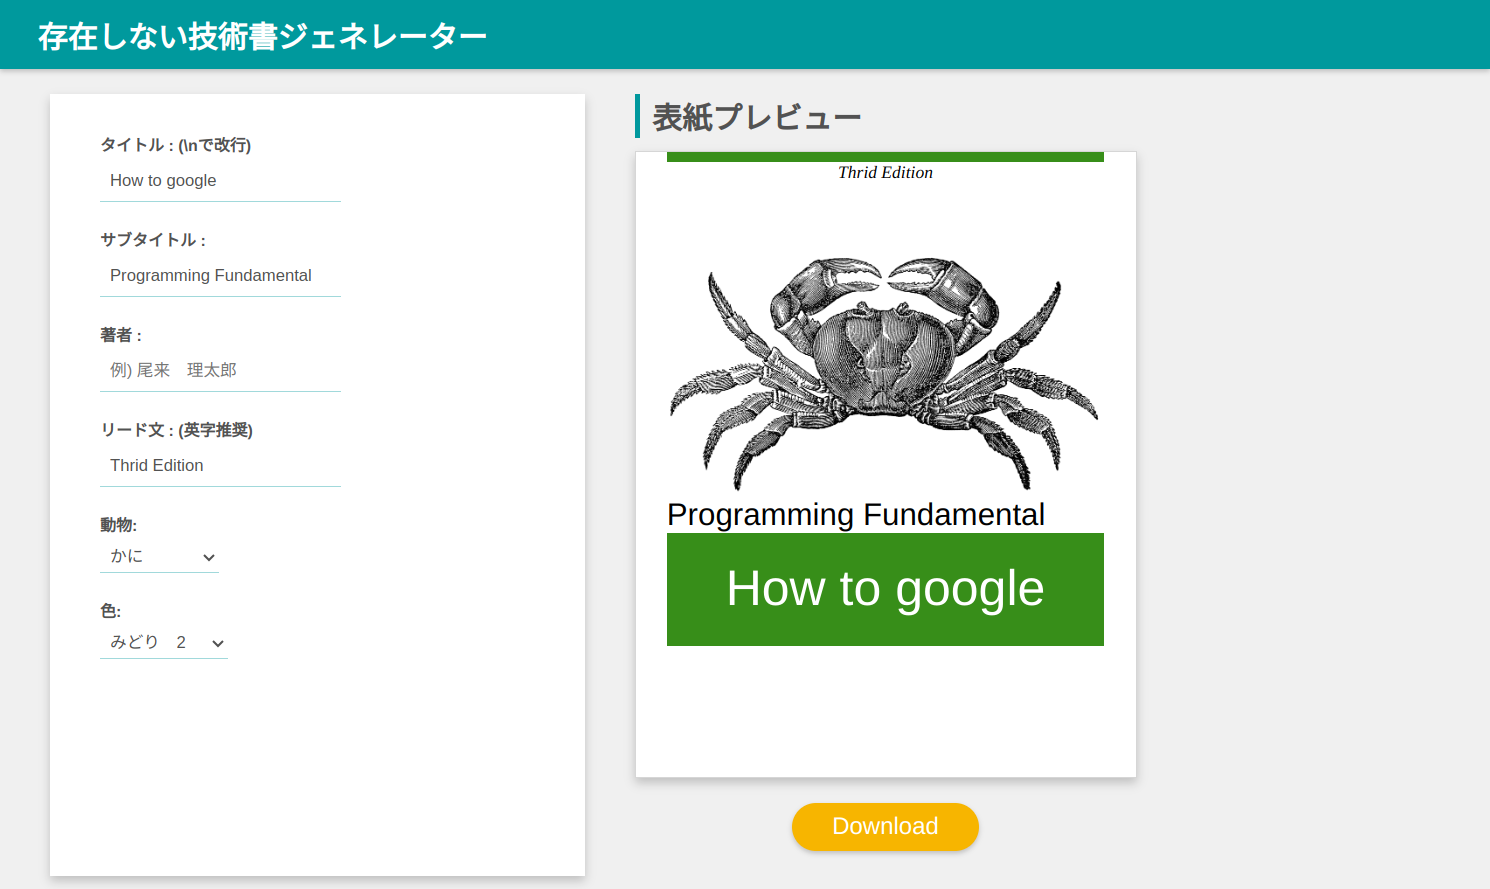 存在しない技術書ジェネレーター
タイトル : (\nで改行)
How to google
サブタイトル :
Programming Fundamental
著者 :
例) 尾来　理太郎
リード文 : (英字推奨)
Thrid Edition
動物:
かに
色:
みどり　2
表紙プレビュー
Thrid Edition
Programming Fundamental
How to google
Download